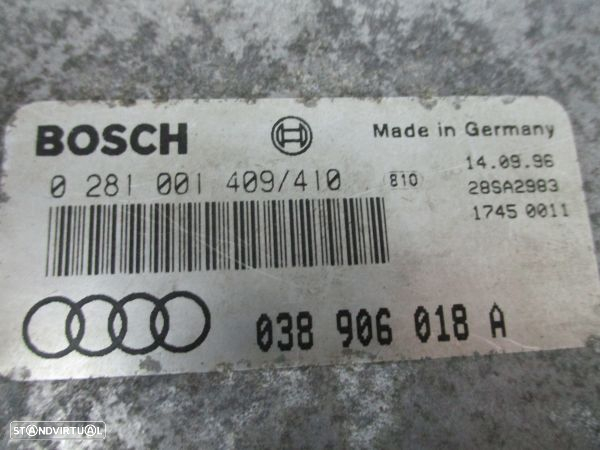 BOSCH
Made in Germany
0 281 001 409/410
810
14.09.96
28SA2983
1745 0011
038 906 018 A
STANDVIRTUAL